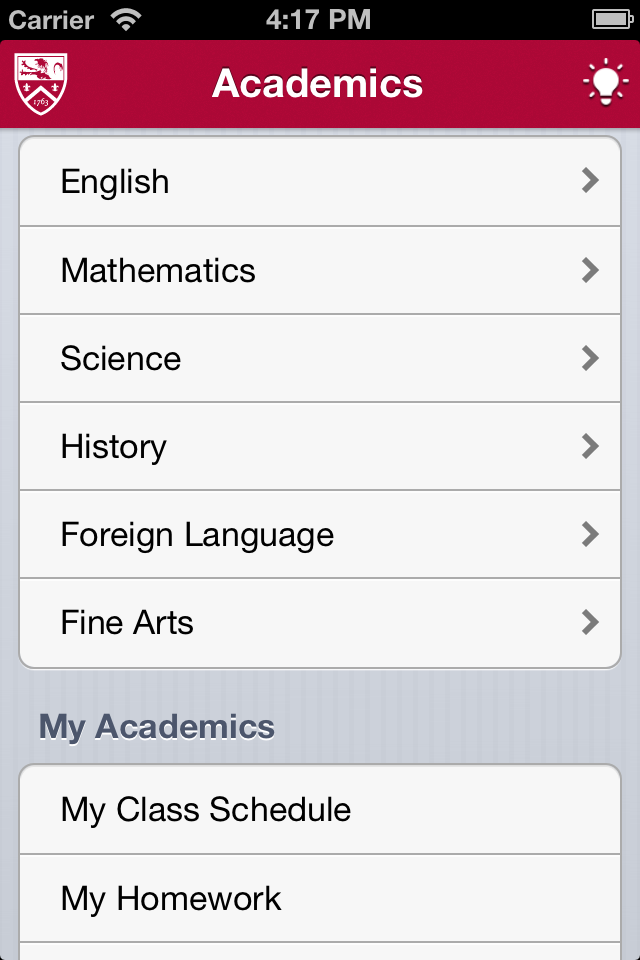 Carrier 4:17 PM
1763
Academics
English
Mathematics
Science
History
Foreign Language
Fine Arts
My Academics
My Class Schedule
My Homework